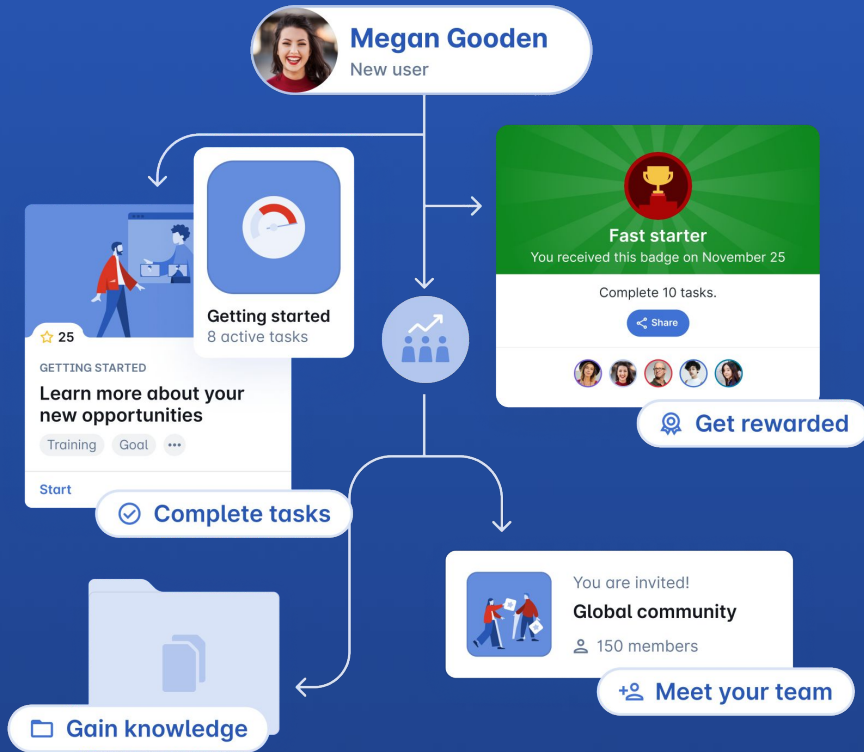 Megan Gooden
New user
Getting started
8 active tasks
25
GETTING STARTED
Learn more about your
new opportunities
Training Goal
Start
Complete tasks
Fast starter
You received this badge on November 25
Complete 10 tasks.
Share
Get rewarded
You are invited!
Global community
150 members
Meet your team
Gain knowledge